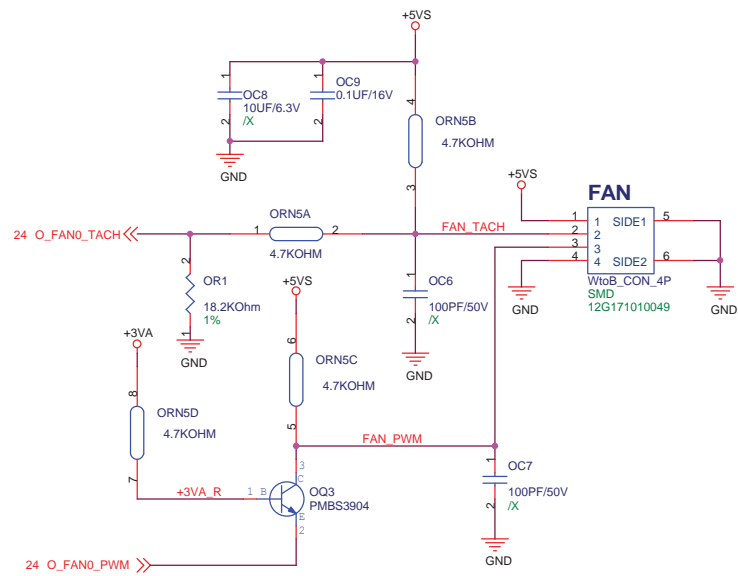 +5VS
1
OC8
10UF/6.3V
2
/X
1
OC9
0.1UF/16V
2
GND
4
ORN5B
4.7KOHM
3
+5VS
FAN
1 1 SIDE1 5
2 2
3 3
4 4 SIDE2 6
WtoB_CON_4P
SMD
12G171010049
GND
GND
24 O_FAN0_TACH
ORN5A
1 2
4.7KOHM
FAN_TACH
2
OR1
18.2KOhm
1%
1
GND
1
OC6
100PF/50V
2
/X
GND
+5VS
6
ORN5C
4.7KOHM
5
+3VA
8
ORN5D
4.7KOHM
7
FAN_PWM
1
OC7
100PF/50V
2
/X
GND
+3VA_R
1 B
3
C
OQ3
PMBS3904
E
2
24 O_FAN0_PWM